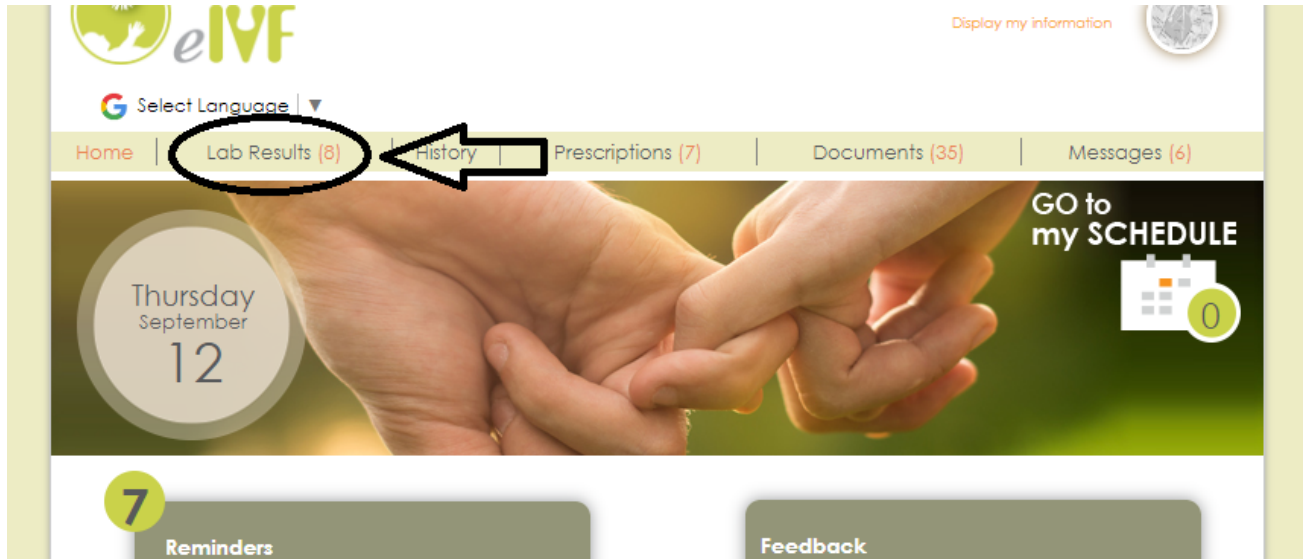 eIVF
Display my information
G Select Language ▼
Home Lab Results (8) History Prescriptions (7) Documents (35) Messages (6)
GO to
my SCHEDULE
0
Thursday
September
12
7
Reminders
Feedback